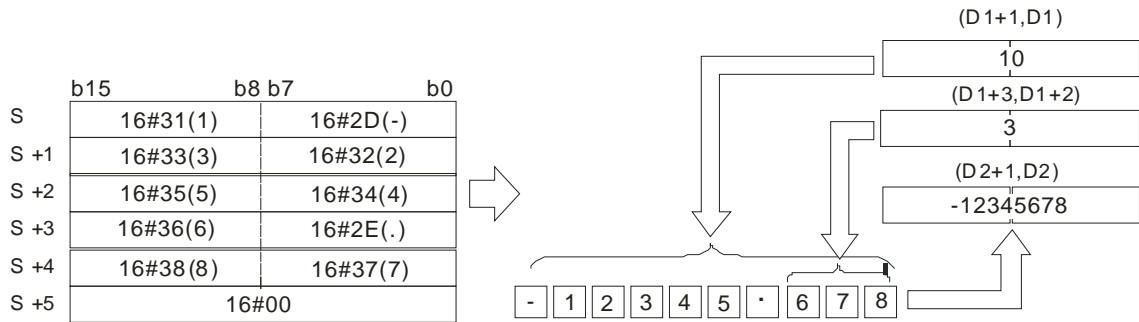 (D1+1,D1)
10
b15 b8 b7 b0
(D1+3,D1+2)
S 16#31(1) 16#2D(-)
3
S +1 16#33(3) 16#32(2)
(D2+1,D2)
S +2 16#35(5) 16#34(4)
-12345678
S +3 16#36(6) 16#2E(.)
S +4 16#38(8) 16#37(7)
S +5 16#00
- 1 2 3 4 5 . 6 7 8